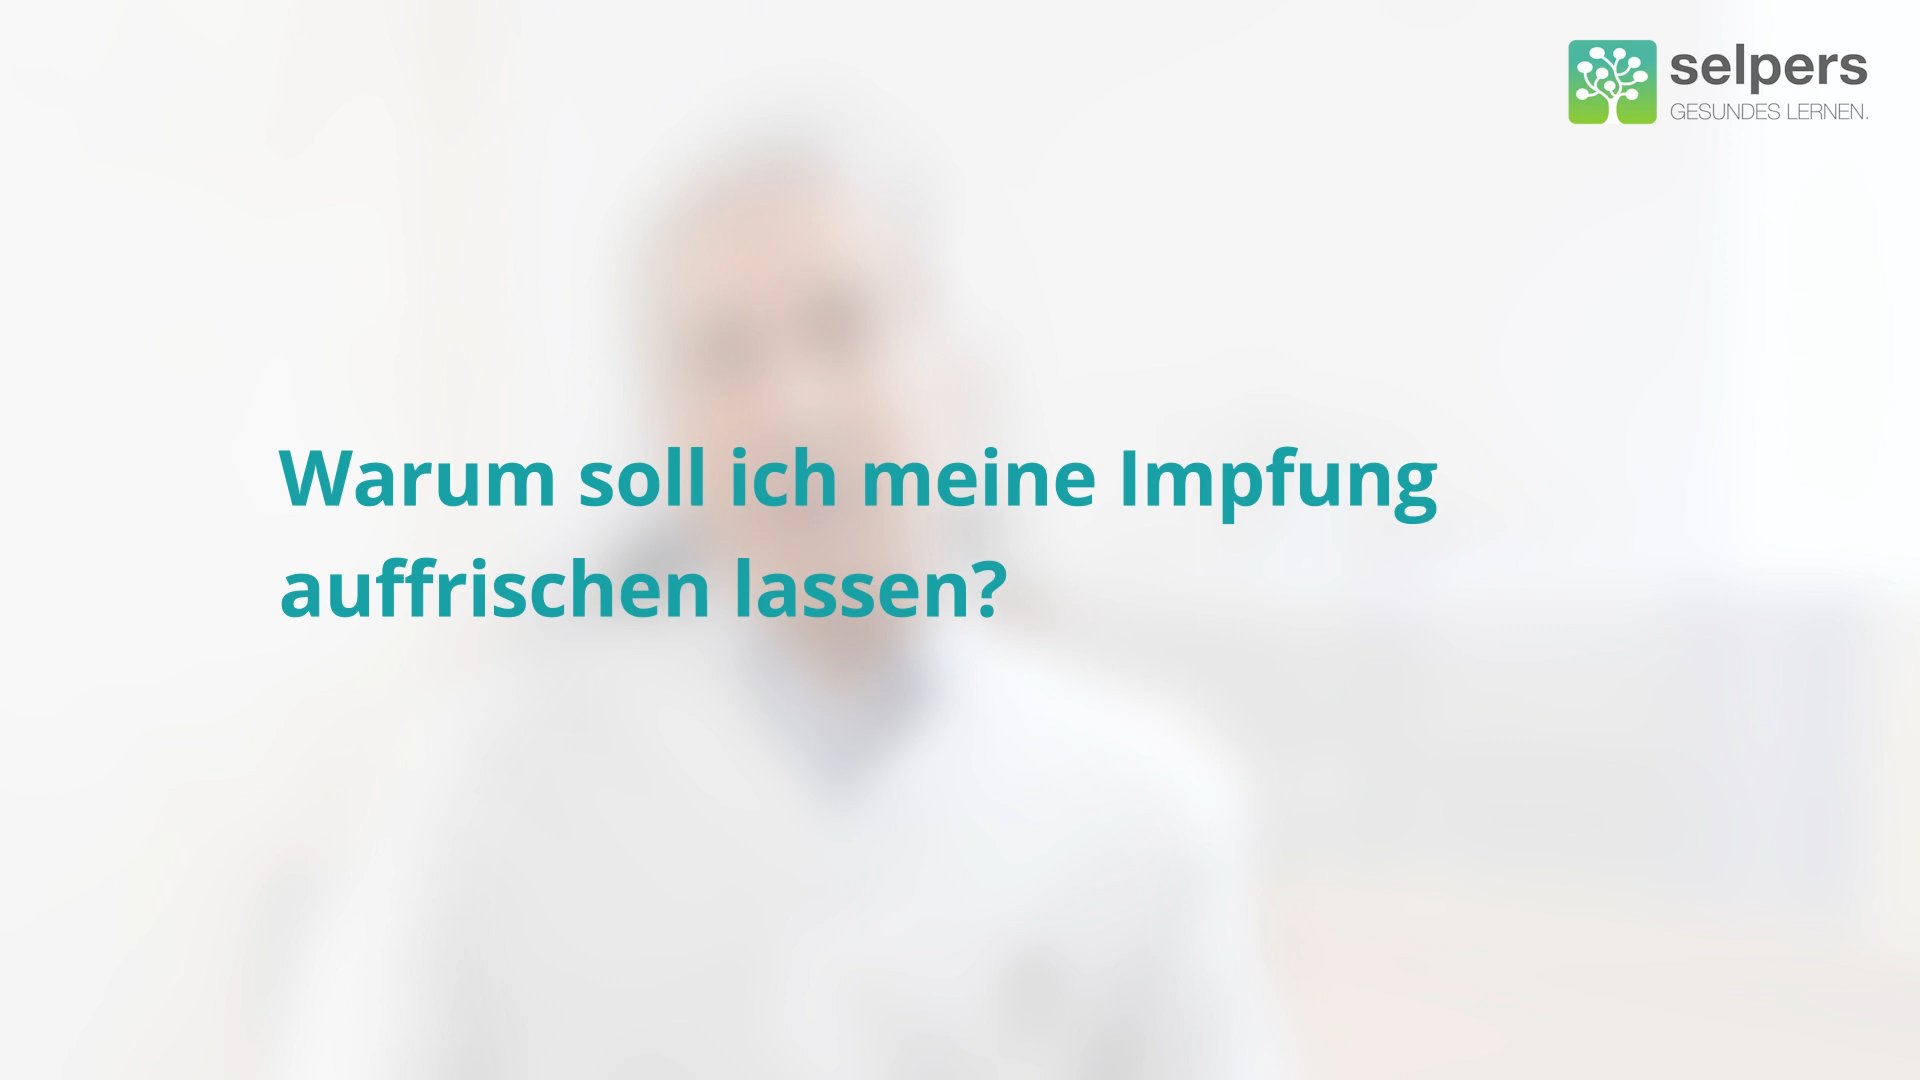 selpers
GESUNDES LERNEN.
Warum soll ich meine Impfung
auffrischen lassen?